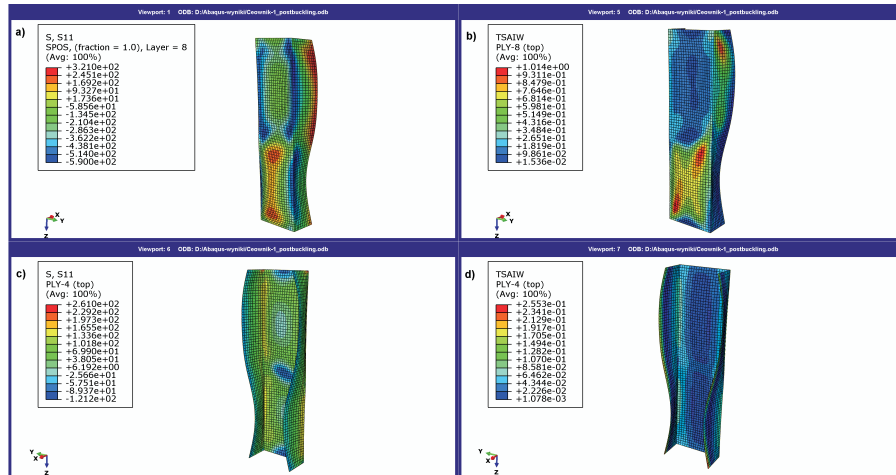 Viewport: 1 ODB: D:/Abaqus-wyniki/Ceownik-1_postbuckling.odb
a)
S, S11
SPOS, (fraction = 1.0), Layer = 8
(Avg: 100%)
+3.210e+02
+2.451e+02
+1.692e+02
+9.327e+01
+1.736e+01
-5.856e+01
-1.345e+02
-2.104e+02
-2.863e+02
-3.622e+02
-4.381e+02
-5.140e+02
-5.900e+02
X
Y
Z
Viewport: 5 ODB: D:/Abaqus-wyniki/Ceownik-1_postbuckling.odb
b)
TSAIW
PLY-8 (top)
(Avg: 100%)
+1.014e+00
+9.311e-01
+8.479e-01
+7.646e-01
+6.814e-01
+5.981e-01
+5.149e-01
+4.316e-01
+3.484e-01
+2.651e-01
+1.819e-01
+9.861e-02
+1.536e-02
X
Y
Z
Viewport: 6 ODB: D:/Abaqus-wyniki/Ceownik-1_postbuckling.odb
c)
S, S11
PLY-4 (top)
(Avg: 100%)
+2.610e+02
+2.292e+02
+1.973e+02
+1.655e+02
+1.336e+02
+1.018e+02
+6.990e+01
+3.805e+01
+6.192e+00
-2.566e+01
-5.751e+01
-8.937e+01
-1.212e+02
Y
X
Z
Viewport: 7 ODB: D:/Abaqus-wyniki/Ceownik-1_postbuckling.odb
d)
TSAIW
PLY-4 (top)
(Avg: 100%)
+2.553e-01
+2.341e-01
+2.129e-01
+1.917e-01
+1.705e-01
+1.494e-01
+1.282e-01
+1.070e-01
+8.581e-02
+6.462e-02
+4.344e-02
+2.226e-02
+1.078e-03
Y
X
Z